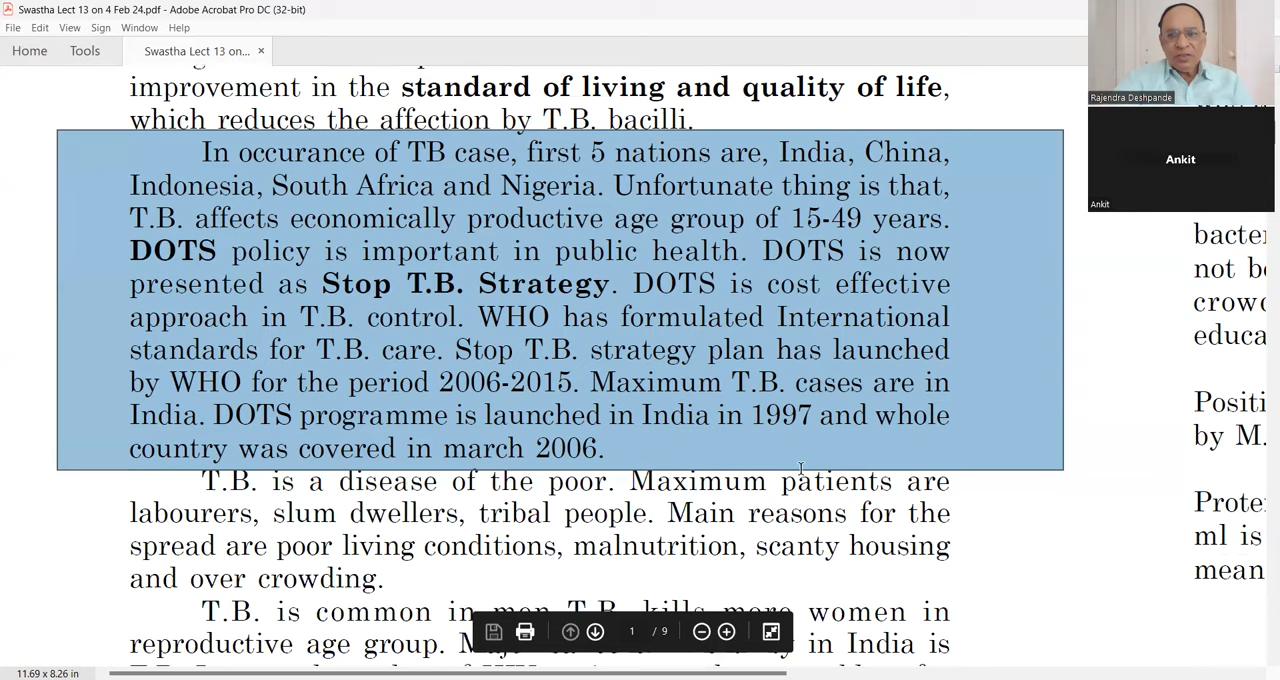 Swastha Lect 13 on 4 Feb 24.pdf - Adobe Acrobat Pro DC (32-bit)
File Edit View Sign Window Help
Home Tools Swastha Lect 13 on... ×
improvement in the standard of living and quality of life,
which reduces the affection by T.B. bacilli.
In occurance of TB case, first 5 nations are, India, China,
Indonesia, South Africa and Nigeria. Unfortunate thing is that,
T.B. affects economically productive age group of 15-49 years.
DOTS policy is important in public health. DOTS is now
presented as Stop T.B. Strategy. DOTS is cost effective
approach in T.B. control. WHO has formulated International
standards for T.B. care. Stop T.B. strategy plan has launched
by WHO for the period 2006-2015. Maximum T.B. cases are in
India. DOTS programme is launched in India in 1997 and whole
country was covered in march 2006.
T.B. is a disease of the poor. Maximum patients are
labourers, slum dwellers, tribal people. Main reasons for the
spread are poor living conditions, malnutrition, scanty housing
and over crowding.
T.B. is common in men T.B. kills more women in
reproductive age group. in India is
1 / 9
11.69 x 8.26 in
Rajendra Deshpande
Ankit
Ankit
bacter
not be
crowd
educa
Positi
by M.
Prote
ml is
mean